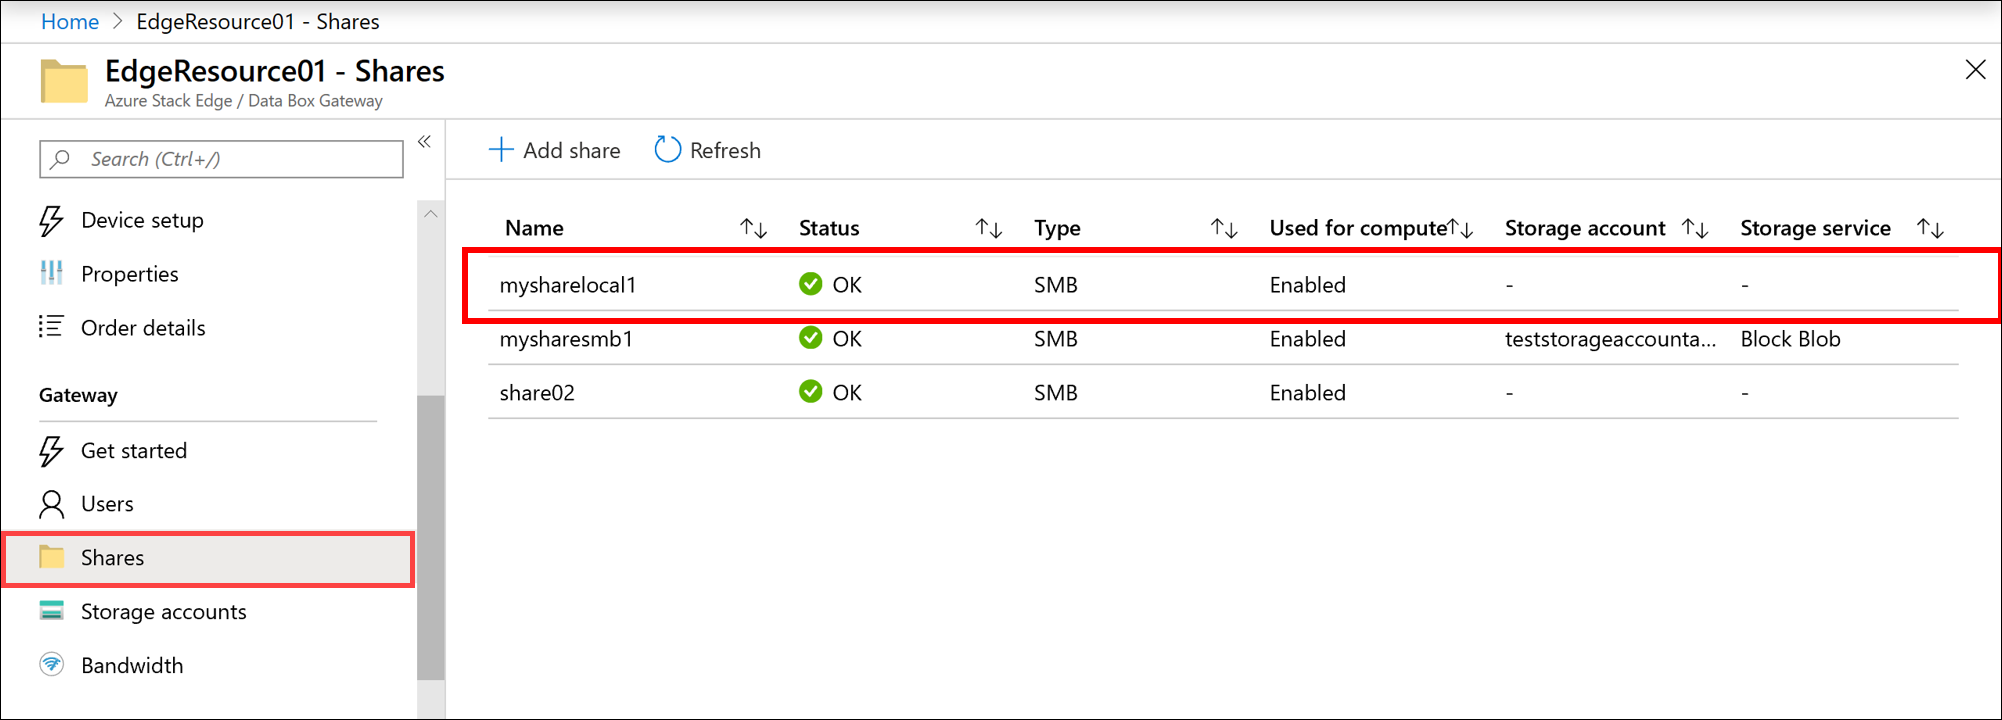 Home > EdgeResource01 - Shares
EdgeResource01 - Shares
Azure Stack Edge / Data Box Gateway
Search (Ctrl+/)
Device setup
Properties
Order details
Gateway
Get started
Users
Shares
Storage accounts
Bandwidth
Add share Refresh
Name Status Type Used for compute Storage account Storage service
mysharelocal1 OK SMB Enabled - -
mysharesmb1 OK SMB Enabled teststorageaccounta... Block Blob
share02 OK SMB Enabled - -